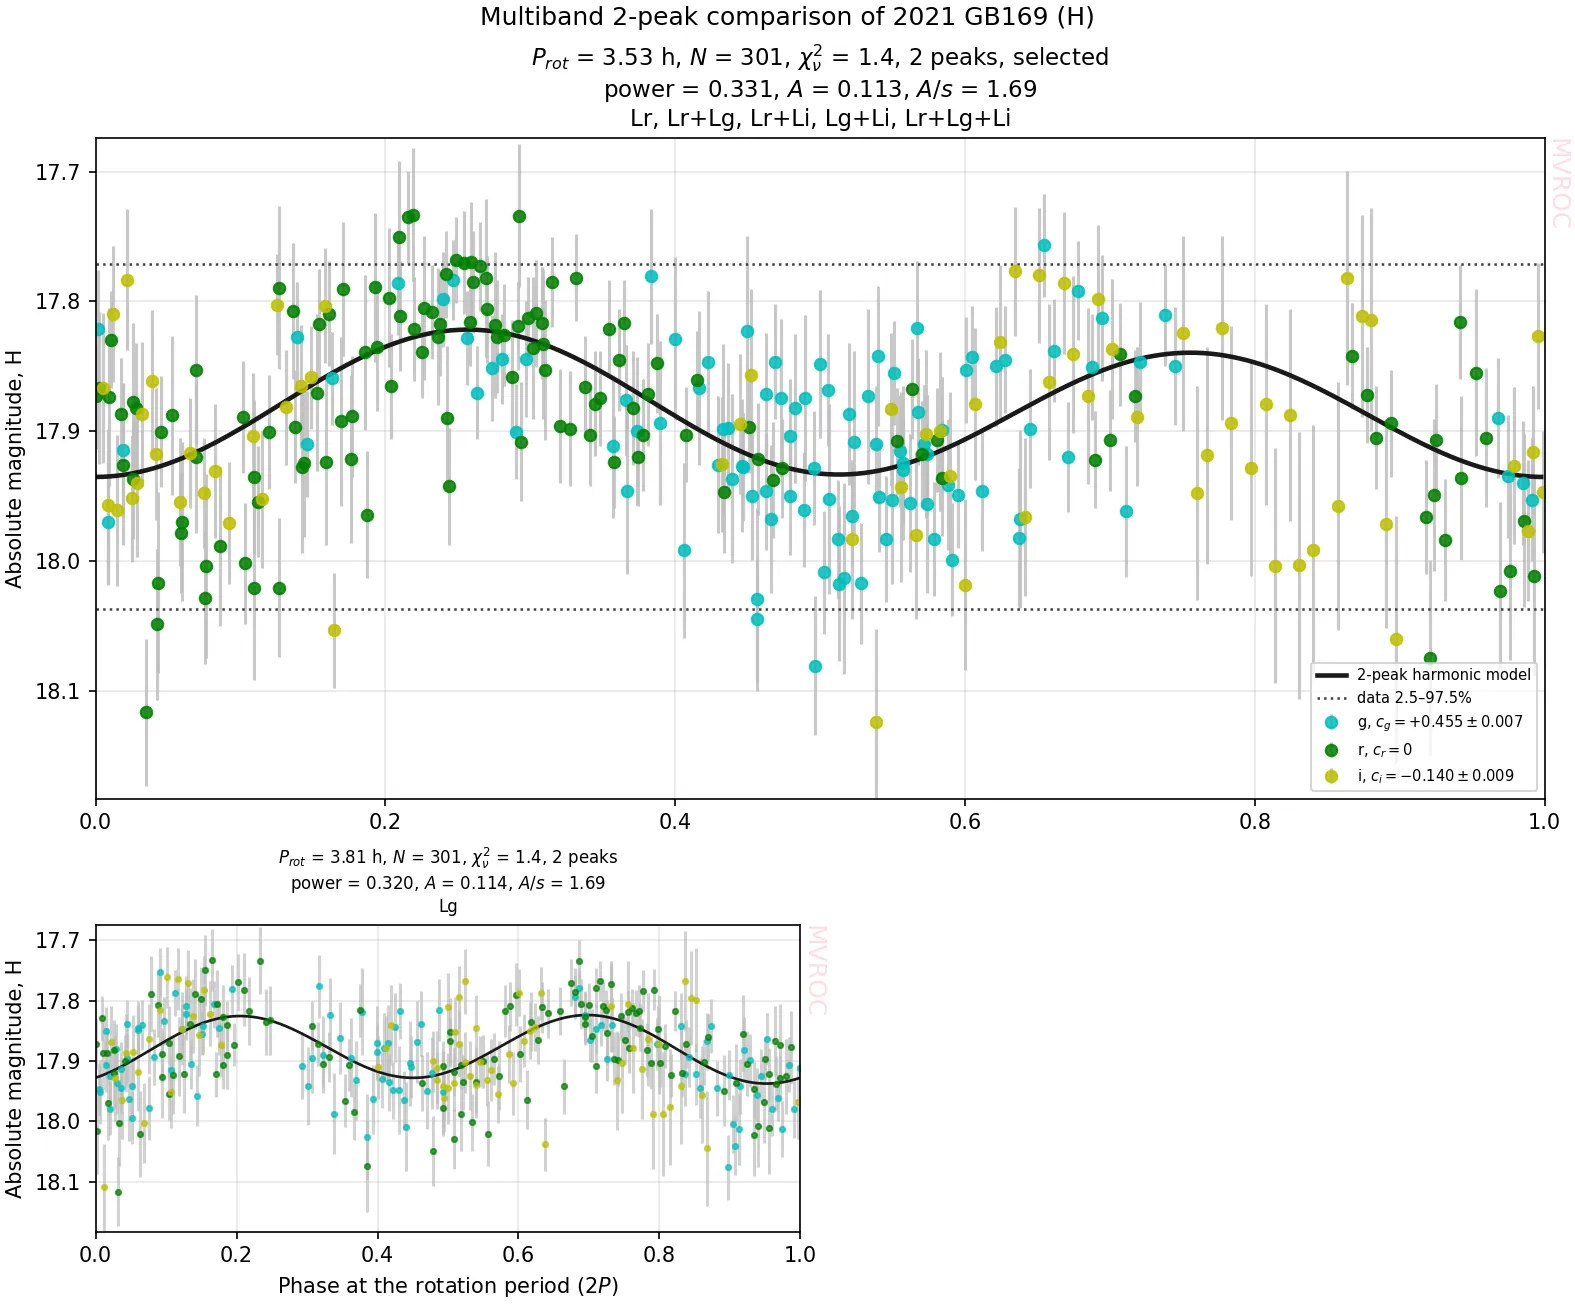 Multiband 2-peak comparison of 2021 GB169 (H)
P_rot = 3.53 h, N = 301, χ²_ν = 1.4, 2 peaks, selected
power = 0.331, A = 0.113, A/s = 1.69
Lr, Lr+Lg, Lr+Li, Lg+Li, Lr+Lg+Li
MVROC
Absolute magnitude, H
17.7
17.8
17.9
18.0
18.1
2-peak harmonic model
data 2.5–97.5%
g, c_g = +0.455 ± 0.007
r, c_r = 0
i, c_i = −0.140 ± 0.009
0.0 0.2 0.4 0.6 0.8 1.0
P_rot = 3.81 h, N = 301, χ²_ν = 1.4, 2 peaks
power = 0.320, A = 0.114, A/s = 1.69
Lg
MVROC
Absolute magnitude, H
17.7
17.8
17.9
18.0
18.1
0.0 0.2 0.4 0.6 0.8 1.0
Phase at the rotation period (2P)